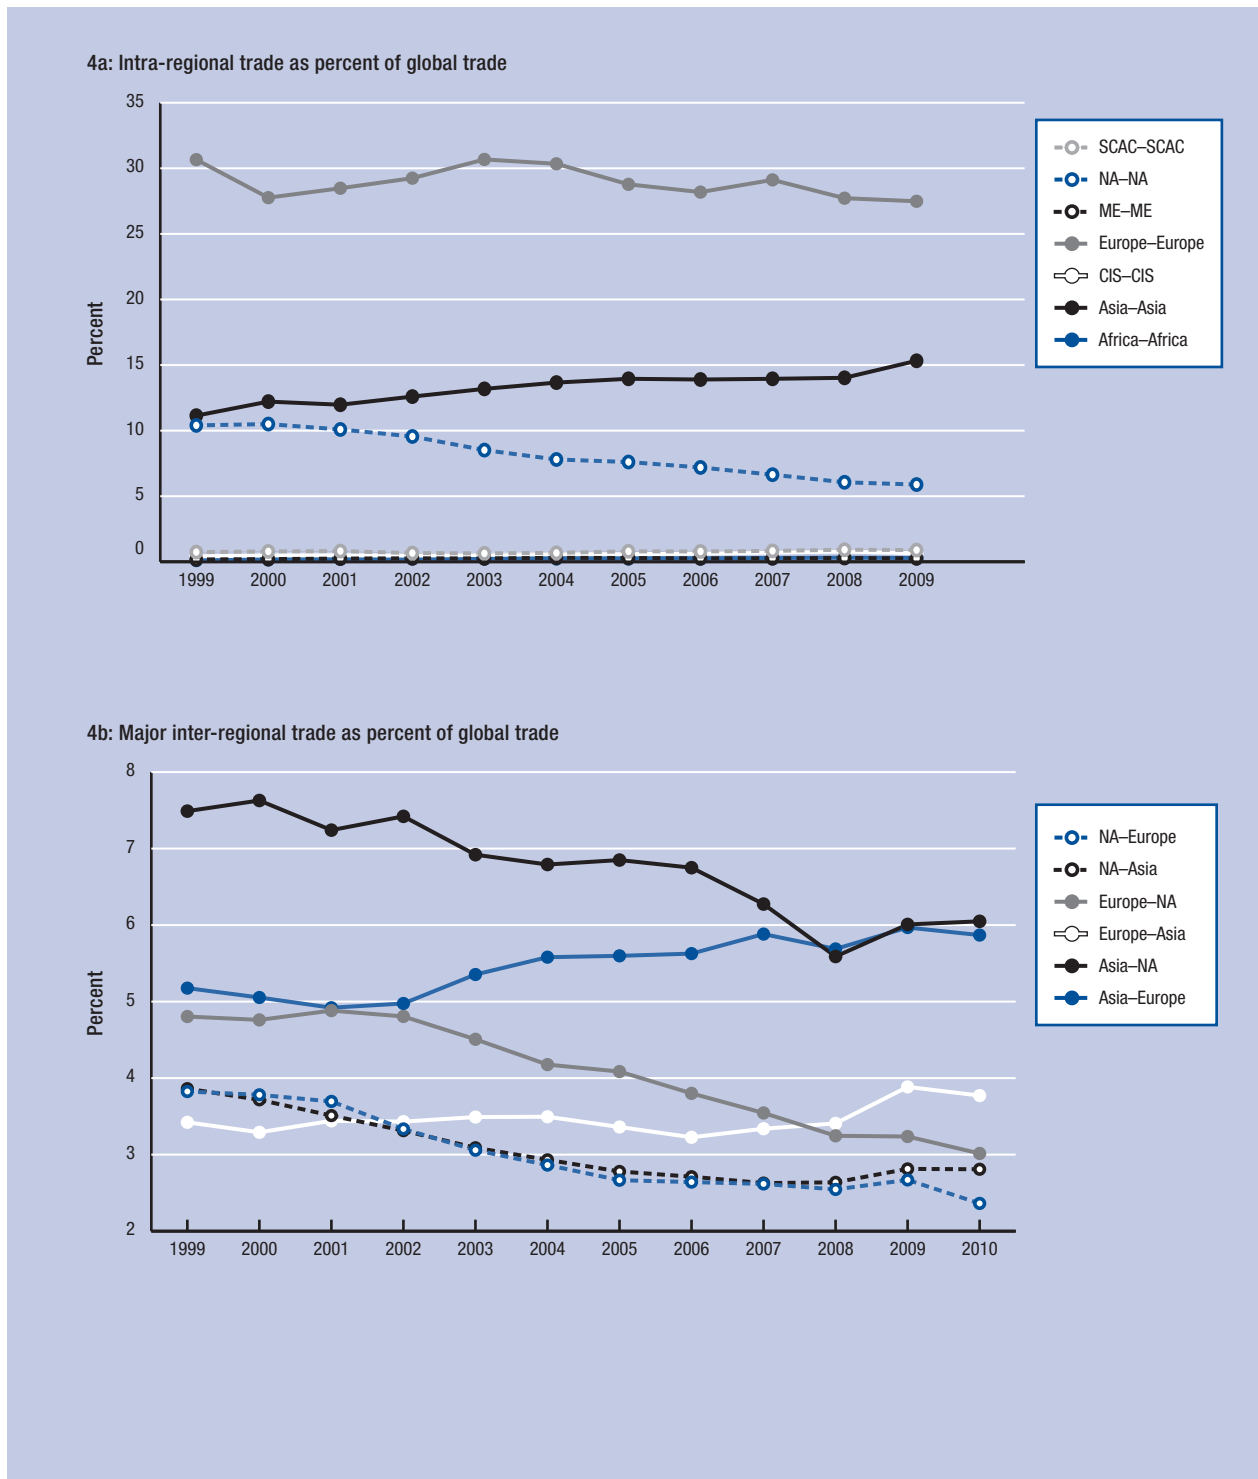 4a: Intra-regional trade as percent of global trade
35
30
25
20
15
10
5
0
Percent
1999 2000 2001 2002 2003 2004 2005 2006 2007 2008 2009
SCAC–SCAC
NA–NA
ME–ME
Europe–Europe
CIS–CIS
Asia–Asia
Africa–Africa
4b: Major inter-regional trade as percent of global trade
8
7
6
5
4
3
2
Percent
1999 2000 2001 2002 2003 2004 2005 2006 2007 2008 2009 2010
NA–Europe
NA–Asia
Europe–NA
Europe–Asia
Asia–NA
Asia–Europe